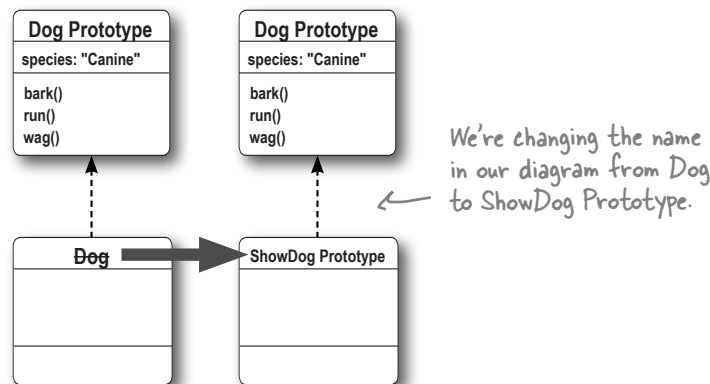 Dog Prototype
species: "Canine"
bark()
run()
wag()
Dog
Dog Prototype
species: "Canine"
bark()
run()
wag()
ShowDog Prototype
We're changing the name
in our diagram from Dog
to ShowDog Prototype.